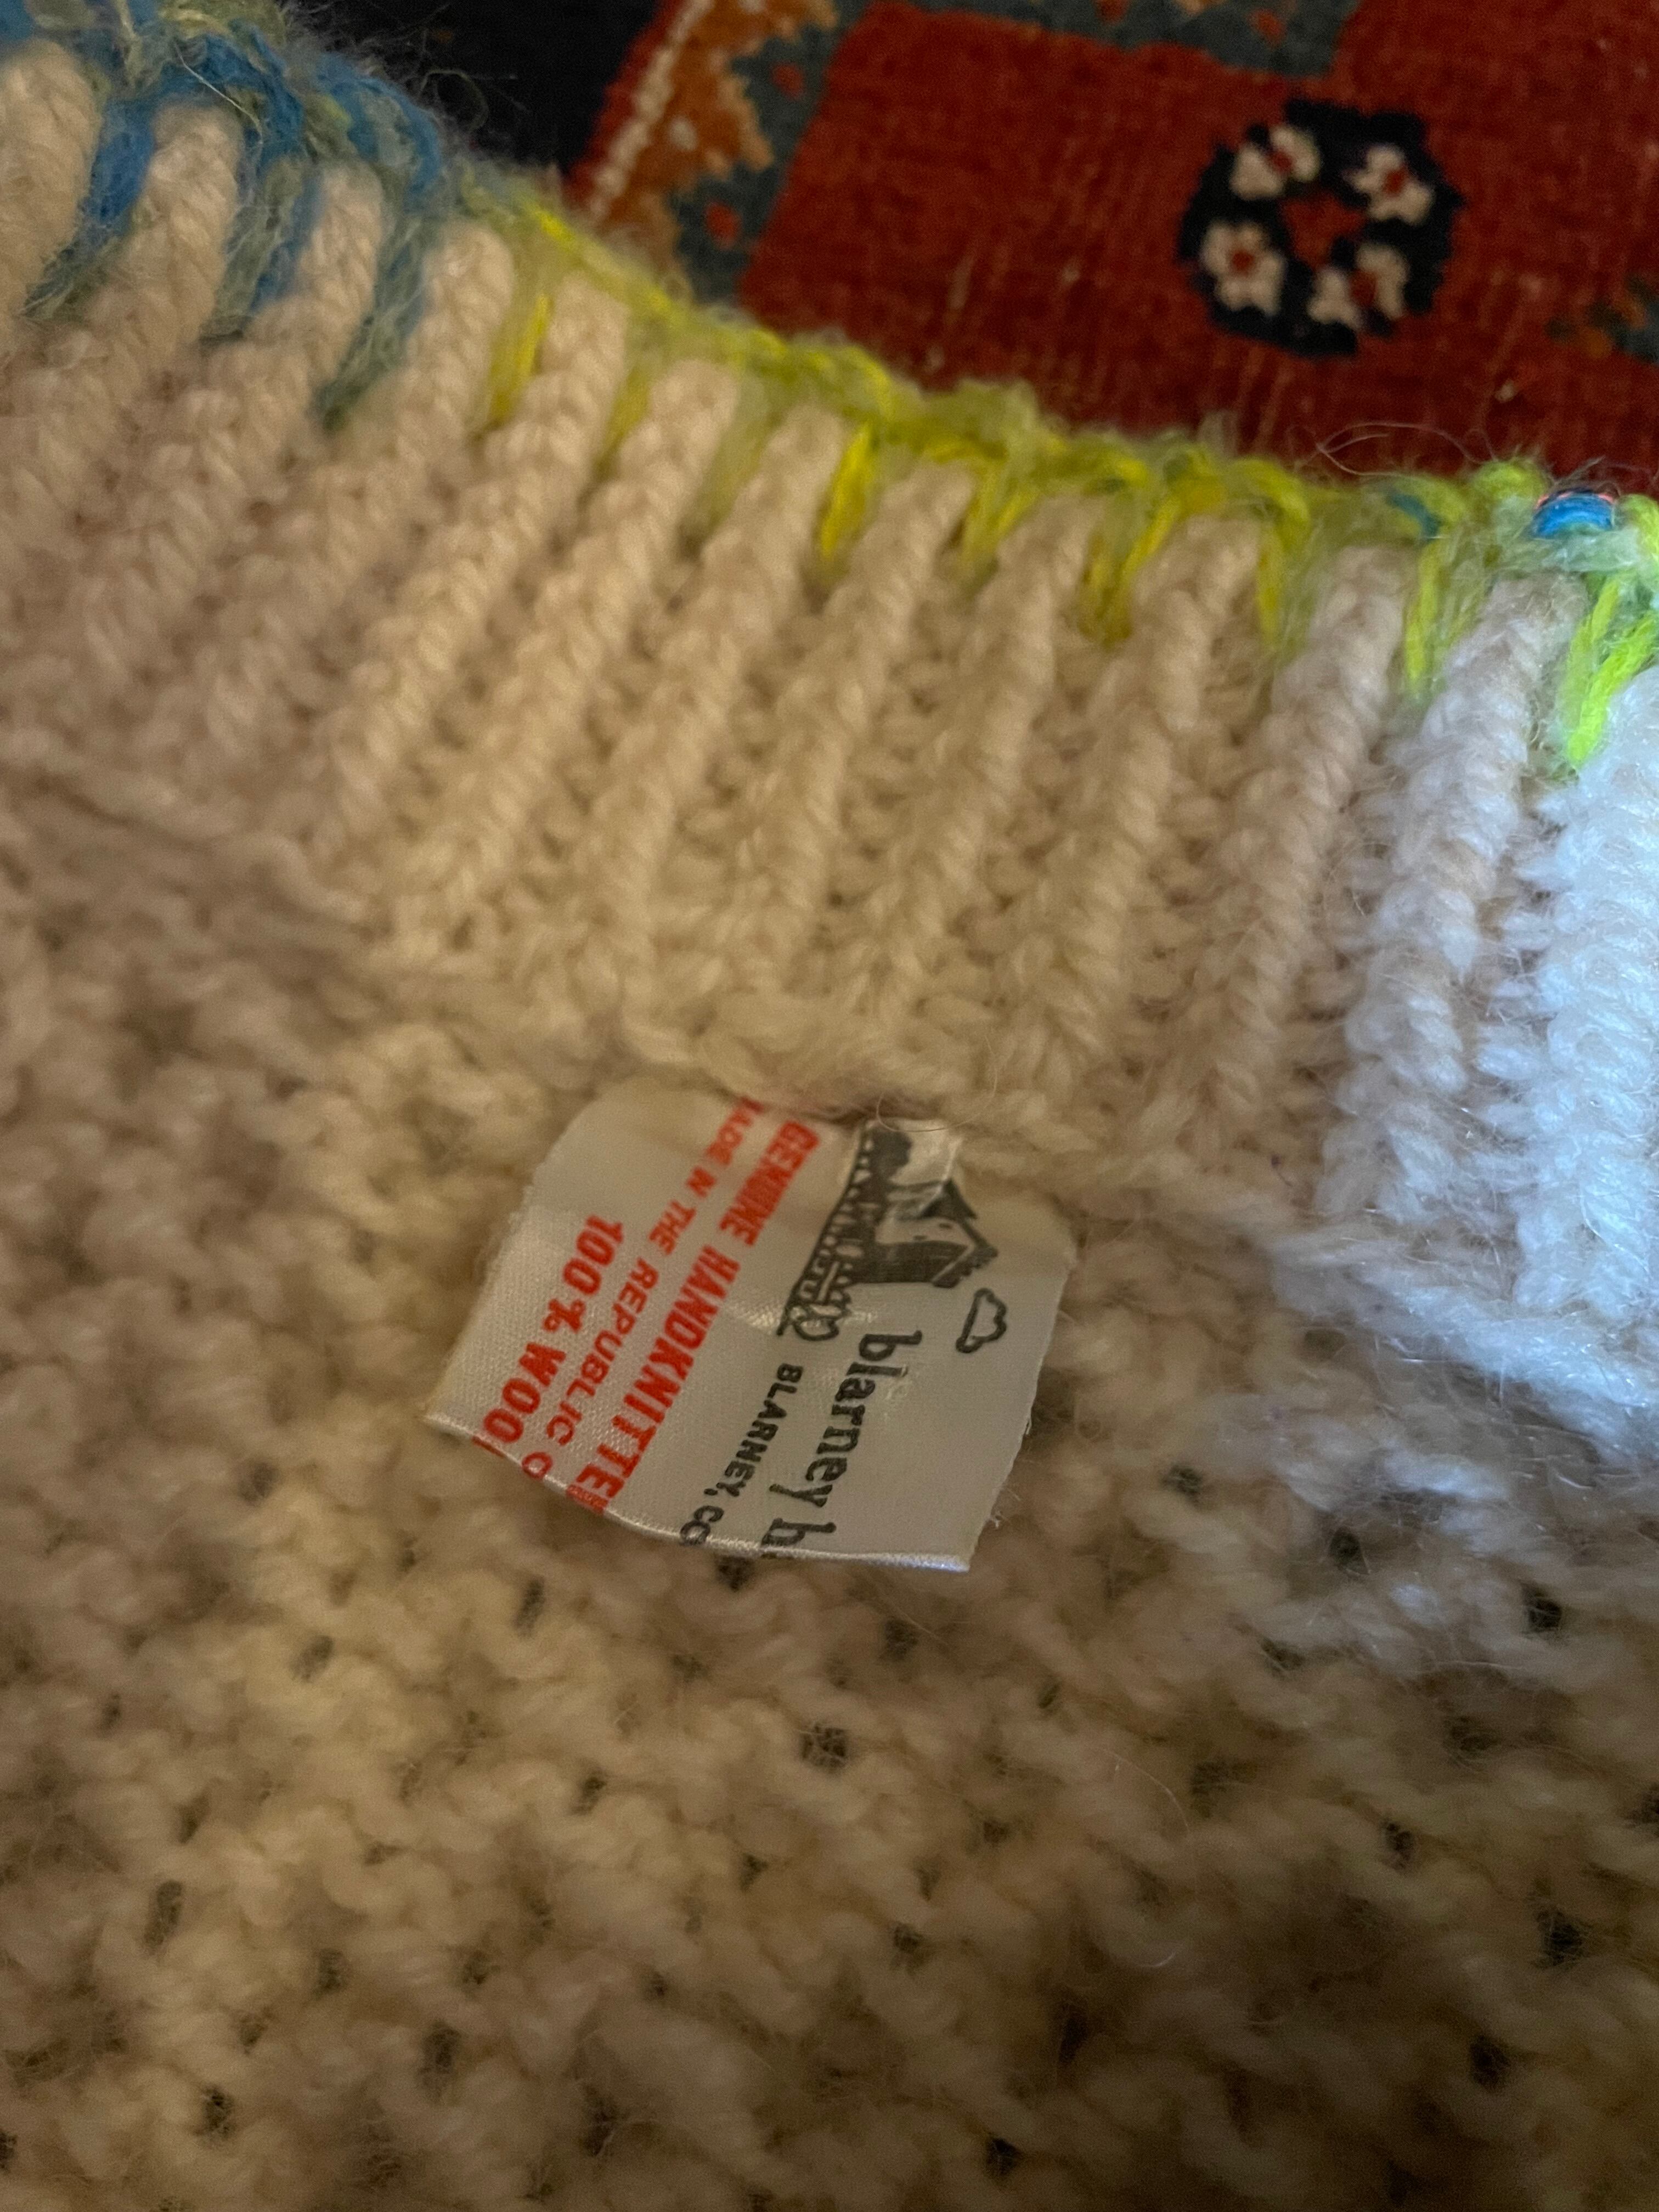 blarney h
BLARNEY, CO
GENUINE HANDKNITTE
MADE IN THE REPUBLIC O
100% WOO